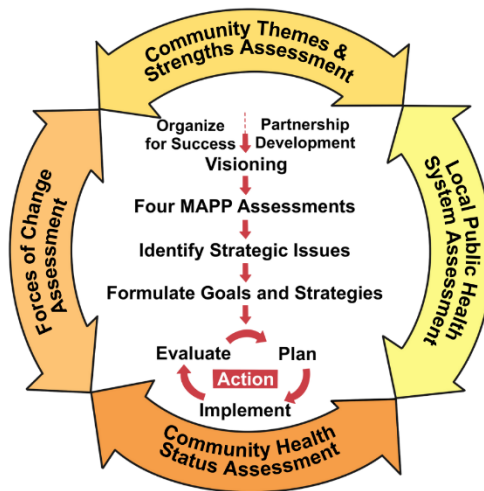 Community Themes &
Strengths Assessment
Organize
for Success
Partnership
Development
Visioning
Four MAPP Assessments
Identify Strategic Issues
Formulate Goals and Strategies
Evaluate
Plan
Action
Implement
Forces of Change
Assessment
Local Public Health
System Assessment
Community Health
Status Assessment